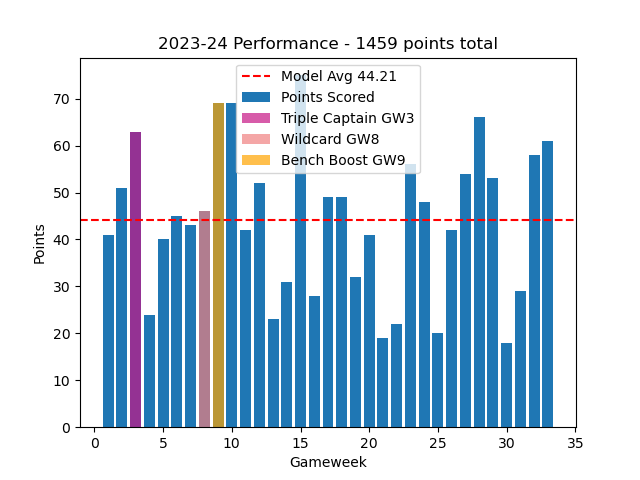 2023-24 Performance - 1459 points total
Model Avg 44.21
Points Scored
Triple Captain GW3
Wildcard GW8
Bench Boost GW9
Points
70
60
50
40
30
20
10
0
0 5 10 15 20 25 30 35
Gameweek